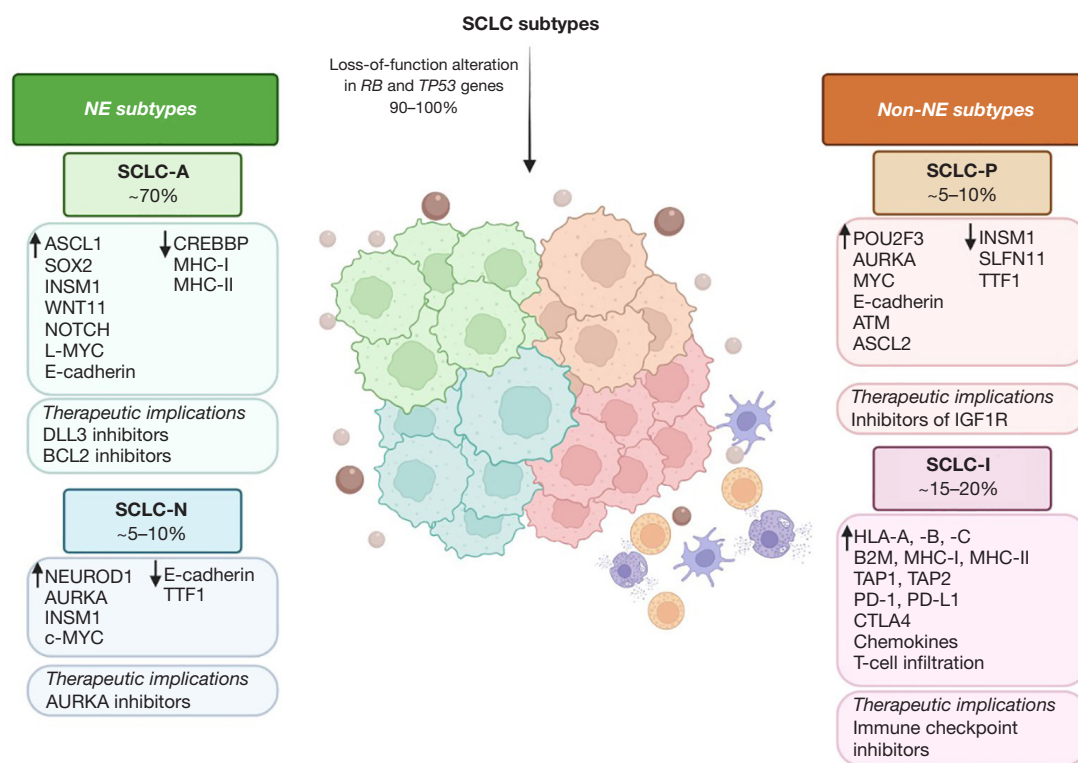 SCLC subtypes
Loss-of-function alteration
in RB and TP53 genes
90–100%
NE subtypes
SCLC-A
~70%
ASCL1
SOX2
INSM1
WNT11
NOTCH
L-MYC
E-cadherin
CREBBP
MHC-I
MHC-II
Therapeutic implications
DLL3 inhibitors
BCL2 inhibitors
SCLC-N
~5–10%
NEUROD1
AURKA
INSM1
c-MYC
E-cadherin
TTF1
Therapeutic implications
AURKA inhibitors
Non-NE subtypes
SCLC-P
~5–10%
POU2F3
AURKA
MYC
E-cadherin
ATM
ASCL2
INSM1
SLFN11
TTF1
Therapeutic implications
Inhibitors of IGF1R
SCLC-I
~15–20%
HLA-A, -B, -C
B2M, MHC-I, MHC-II
TAP1, TAP2
PD-1, PD-L1
CTLA4
Chemokines
T-cell infiltration
Therapeutic implications
Immune checkpoint
inhibitors